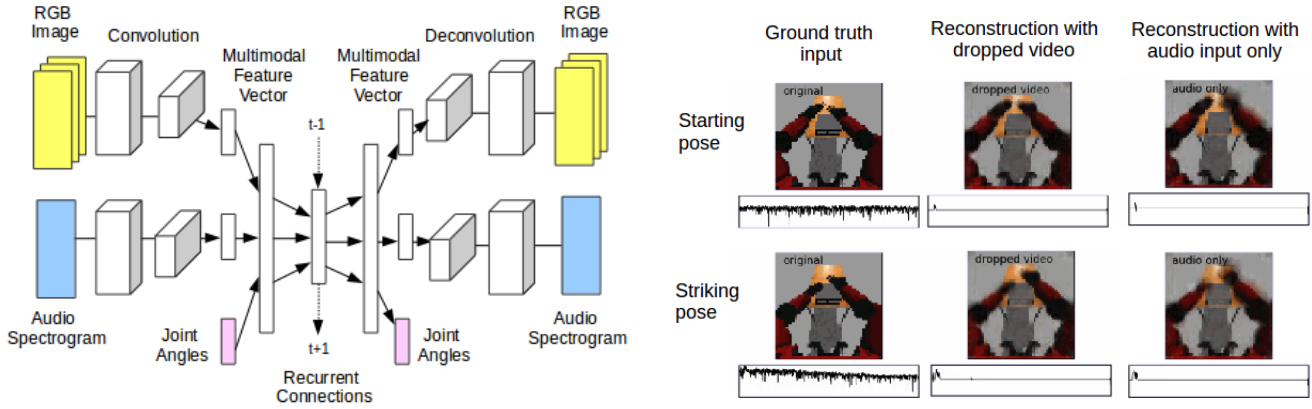 RGB
Image
Convolution
Multimodal
Feature
Vector
Multimodal
Feature
Vector
Deconvolution
RGB
Image
t-1
t+1
Audio
Spectrogram
Joint
Angles
Recurrent
Connections
Joint
Angles
Audio
Spectrogram
Ground truth
input
Reconstruction with
dropped video
Reconstruction with
audio input only
Starting
pose
original
dropped video
audio only
Striking
pose
original
dropped video
audio only